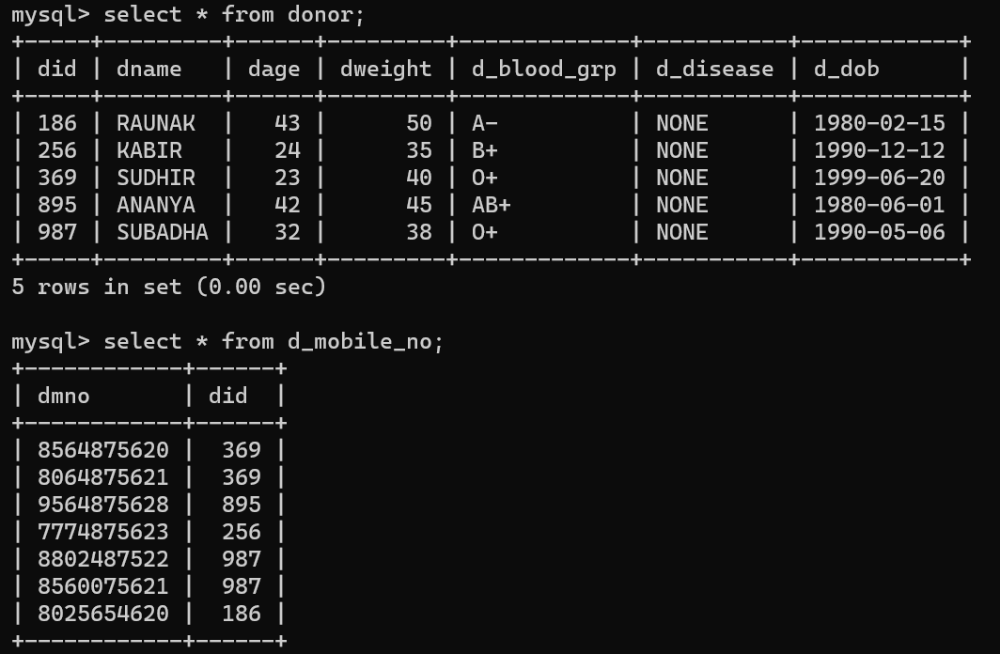 mysql> select * from donor;
+-----+---------+------+---------+-------------+-----------+------------+
| did | dname   | dage | dweight | d_blood_grp | d_disease | d_dob      |
+-----+---------+------+---------+-------------+-----------+------------+
| 186 | RAUNAK  |   43 |      50 | A-          | NONE      | 1980-02-15 |
| 256 | KABIR   |   24 |      35 | B+          | NONE      | 1990-12-12 |
| 369 | SUDHIR  |   23 |      40 | O+          | NONE      | 1999-06-20 |
| 895 | ANANYA  |   42 |      45 | AB+         | NONE      | 1980-06-01 |
| 987 | SUBADHA |   32 |      38 | O+          | NONE      | 1990-05-06 |
+-----+---------+------+---------+-------------+-----------+------------+
5 rows in set (0.00 sec)

mysql> select * from d_mobile_no;
+------------+------+
| dmno       | did  |
+------------+------+
| 8564875620 |  369 |
| 8064875621 |  369 |
| 9564875628 |  895 |
| 7774875623 |  256 |
| 8802487522 |  987 |
| 8560075621 |  987 |
| 8025654620 |  186 |
+------------+------+